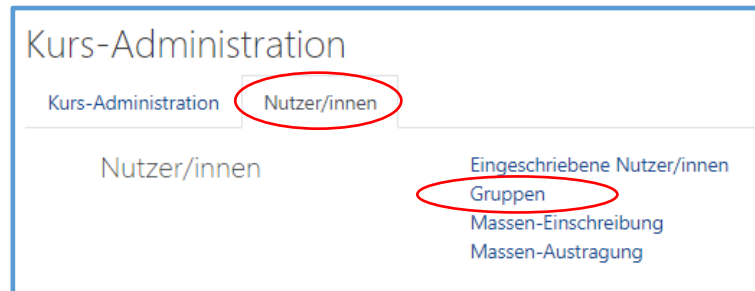 Kurs-Administration
Kurs-Administration Nutzer/innen
Nutzer/innen Eingeschriebene Nutzer/innen
Gruppen
Massen-Einschreibung
Massen-Austragung